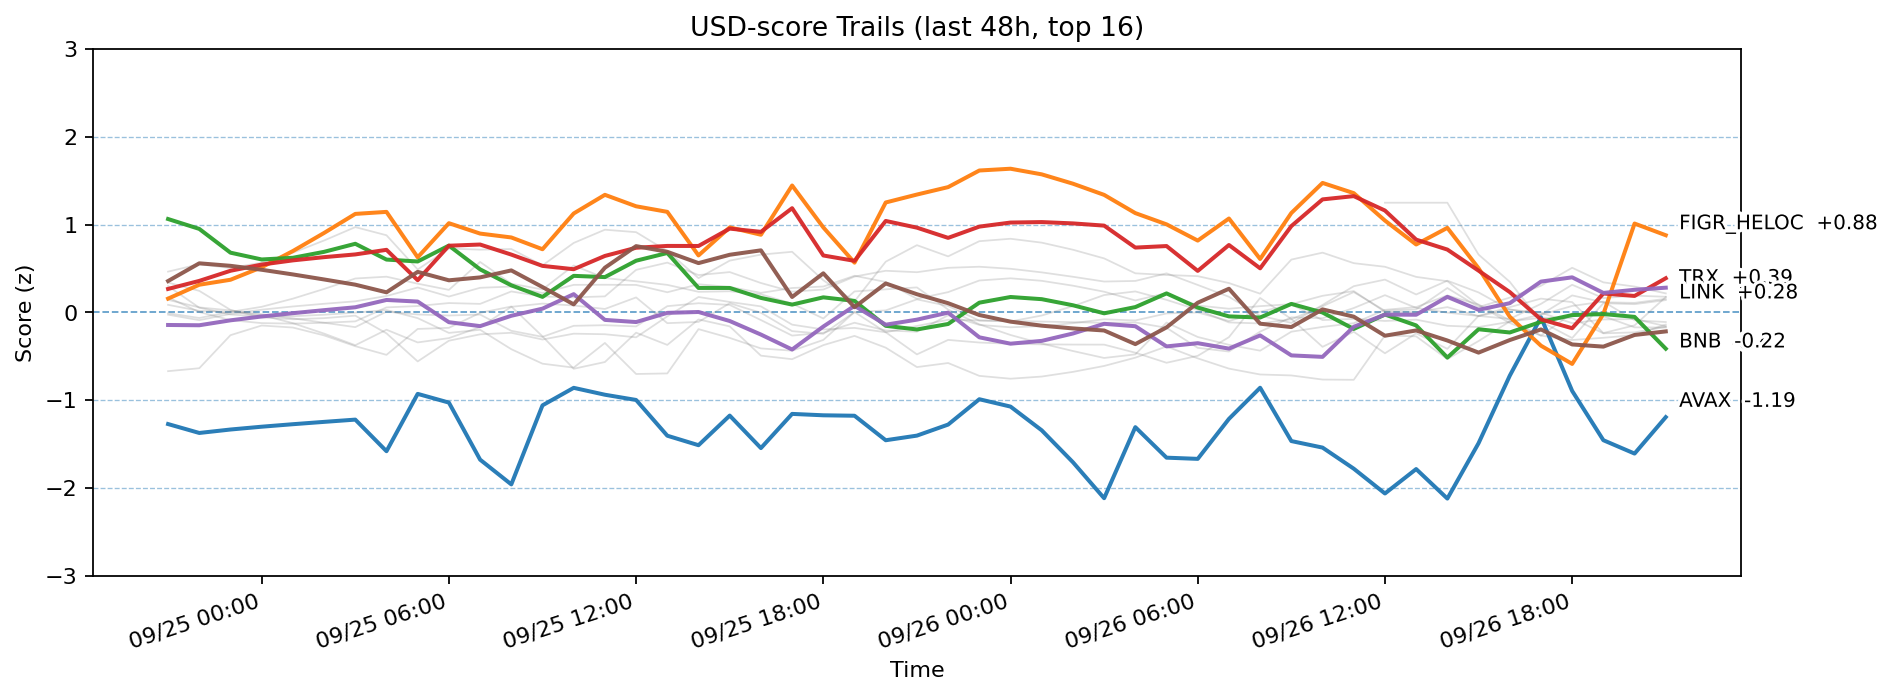 USD-score Trails (last 48h, top 16)
3
2
1
0
−1
−2
−3
Score (z)
FIGR_HELOC +0.88
TRX +0.39
LINK +0.28
BNB -0.22
AVAX -1.19
09/25 00:00
09/25 06:00
09/25 12:00
09/25 18:00
09/26 00:00
09/26 06:00
09/26 12:00
09/26 18:00
Time